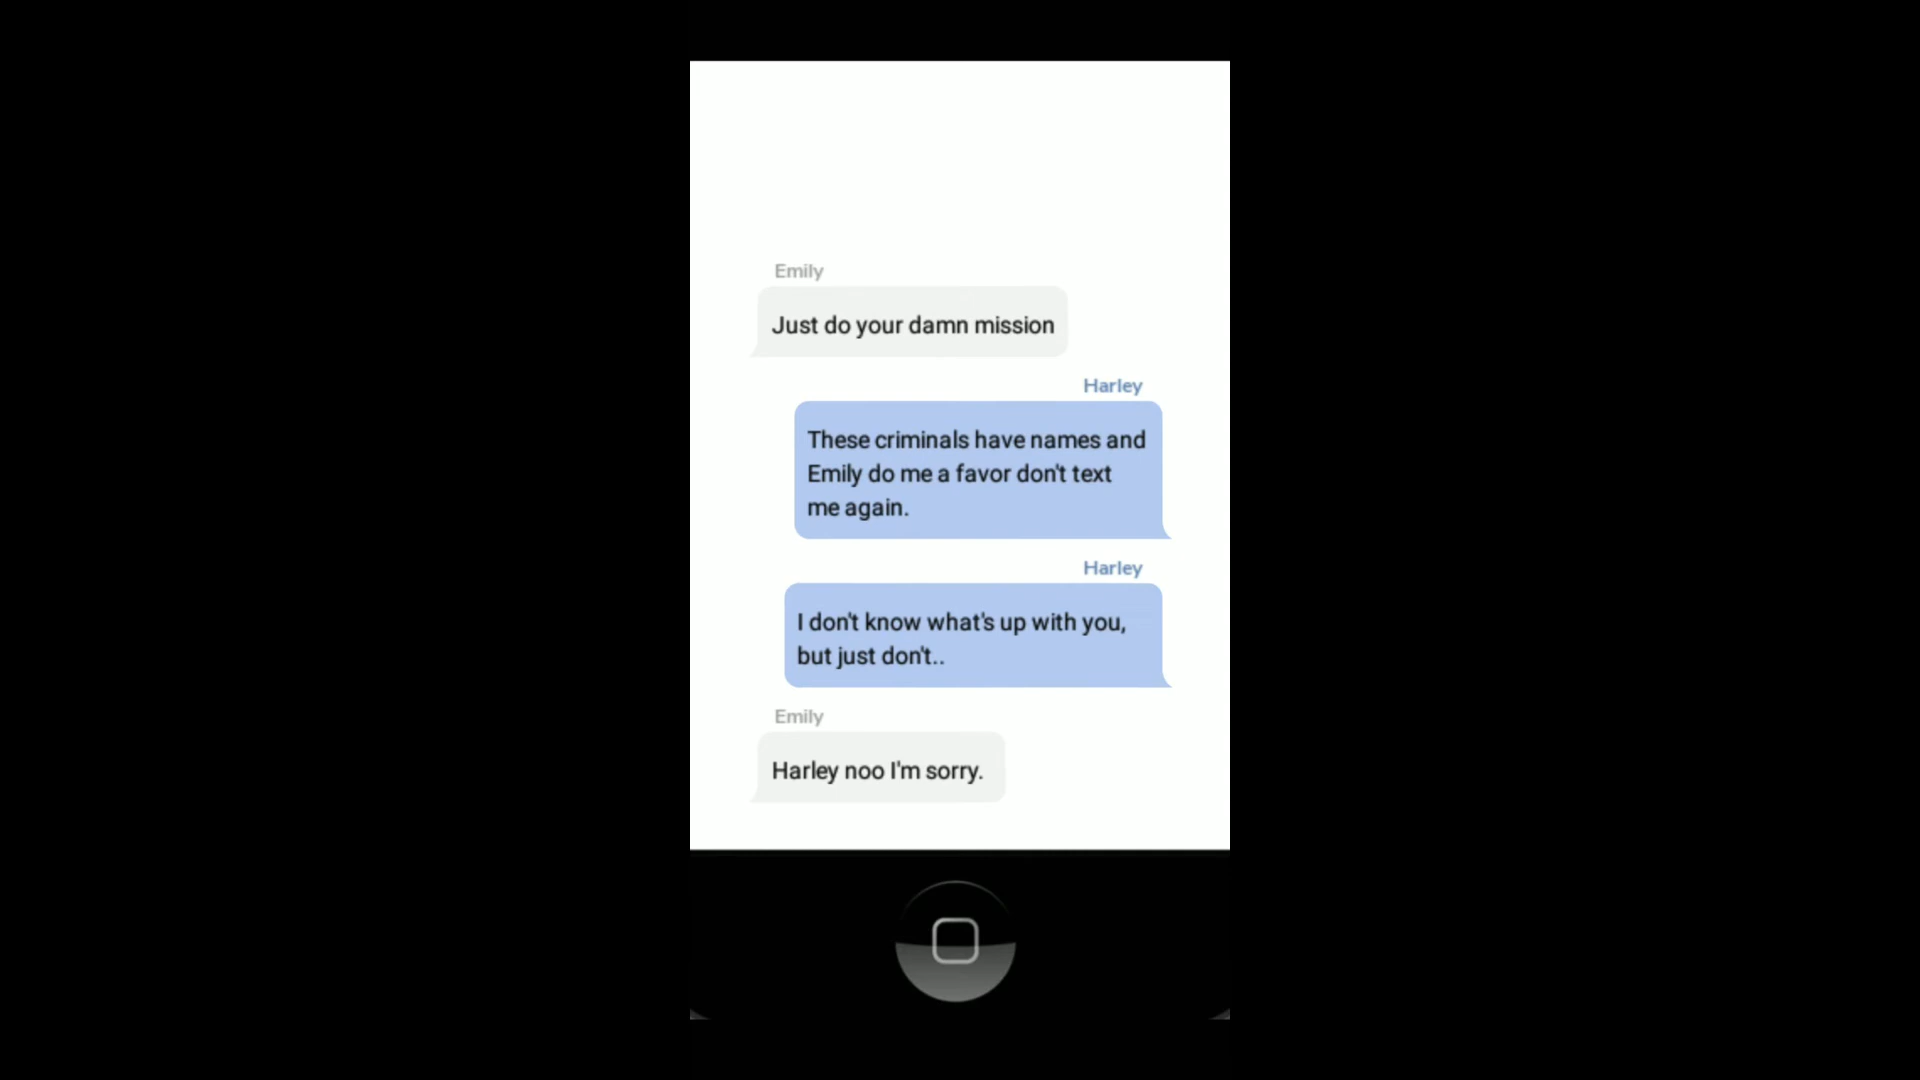 Emily
Just do your damn mission
Harley
These criminals have names and
Emily do me a favor don't text
me again.
Harley
I don't know what's up with you,
but just don't..
Emily
Harley noo I'm sorry.